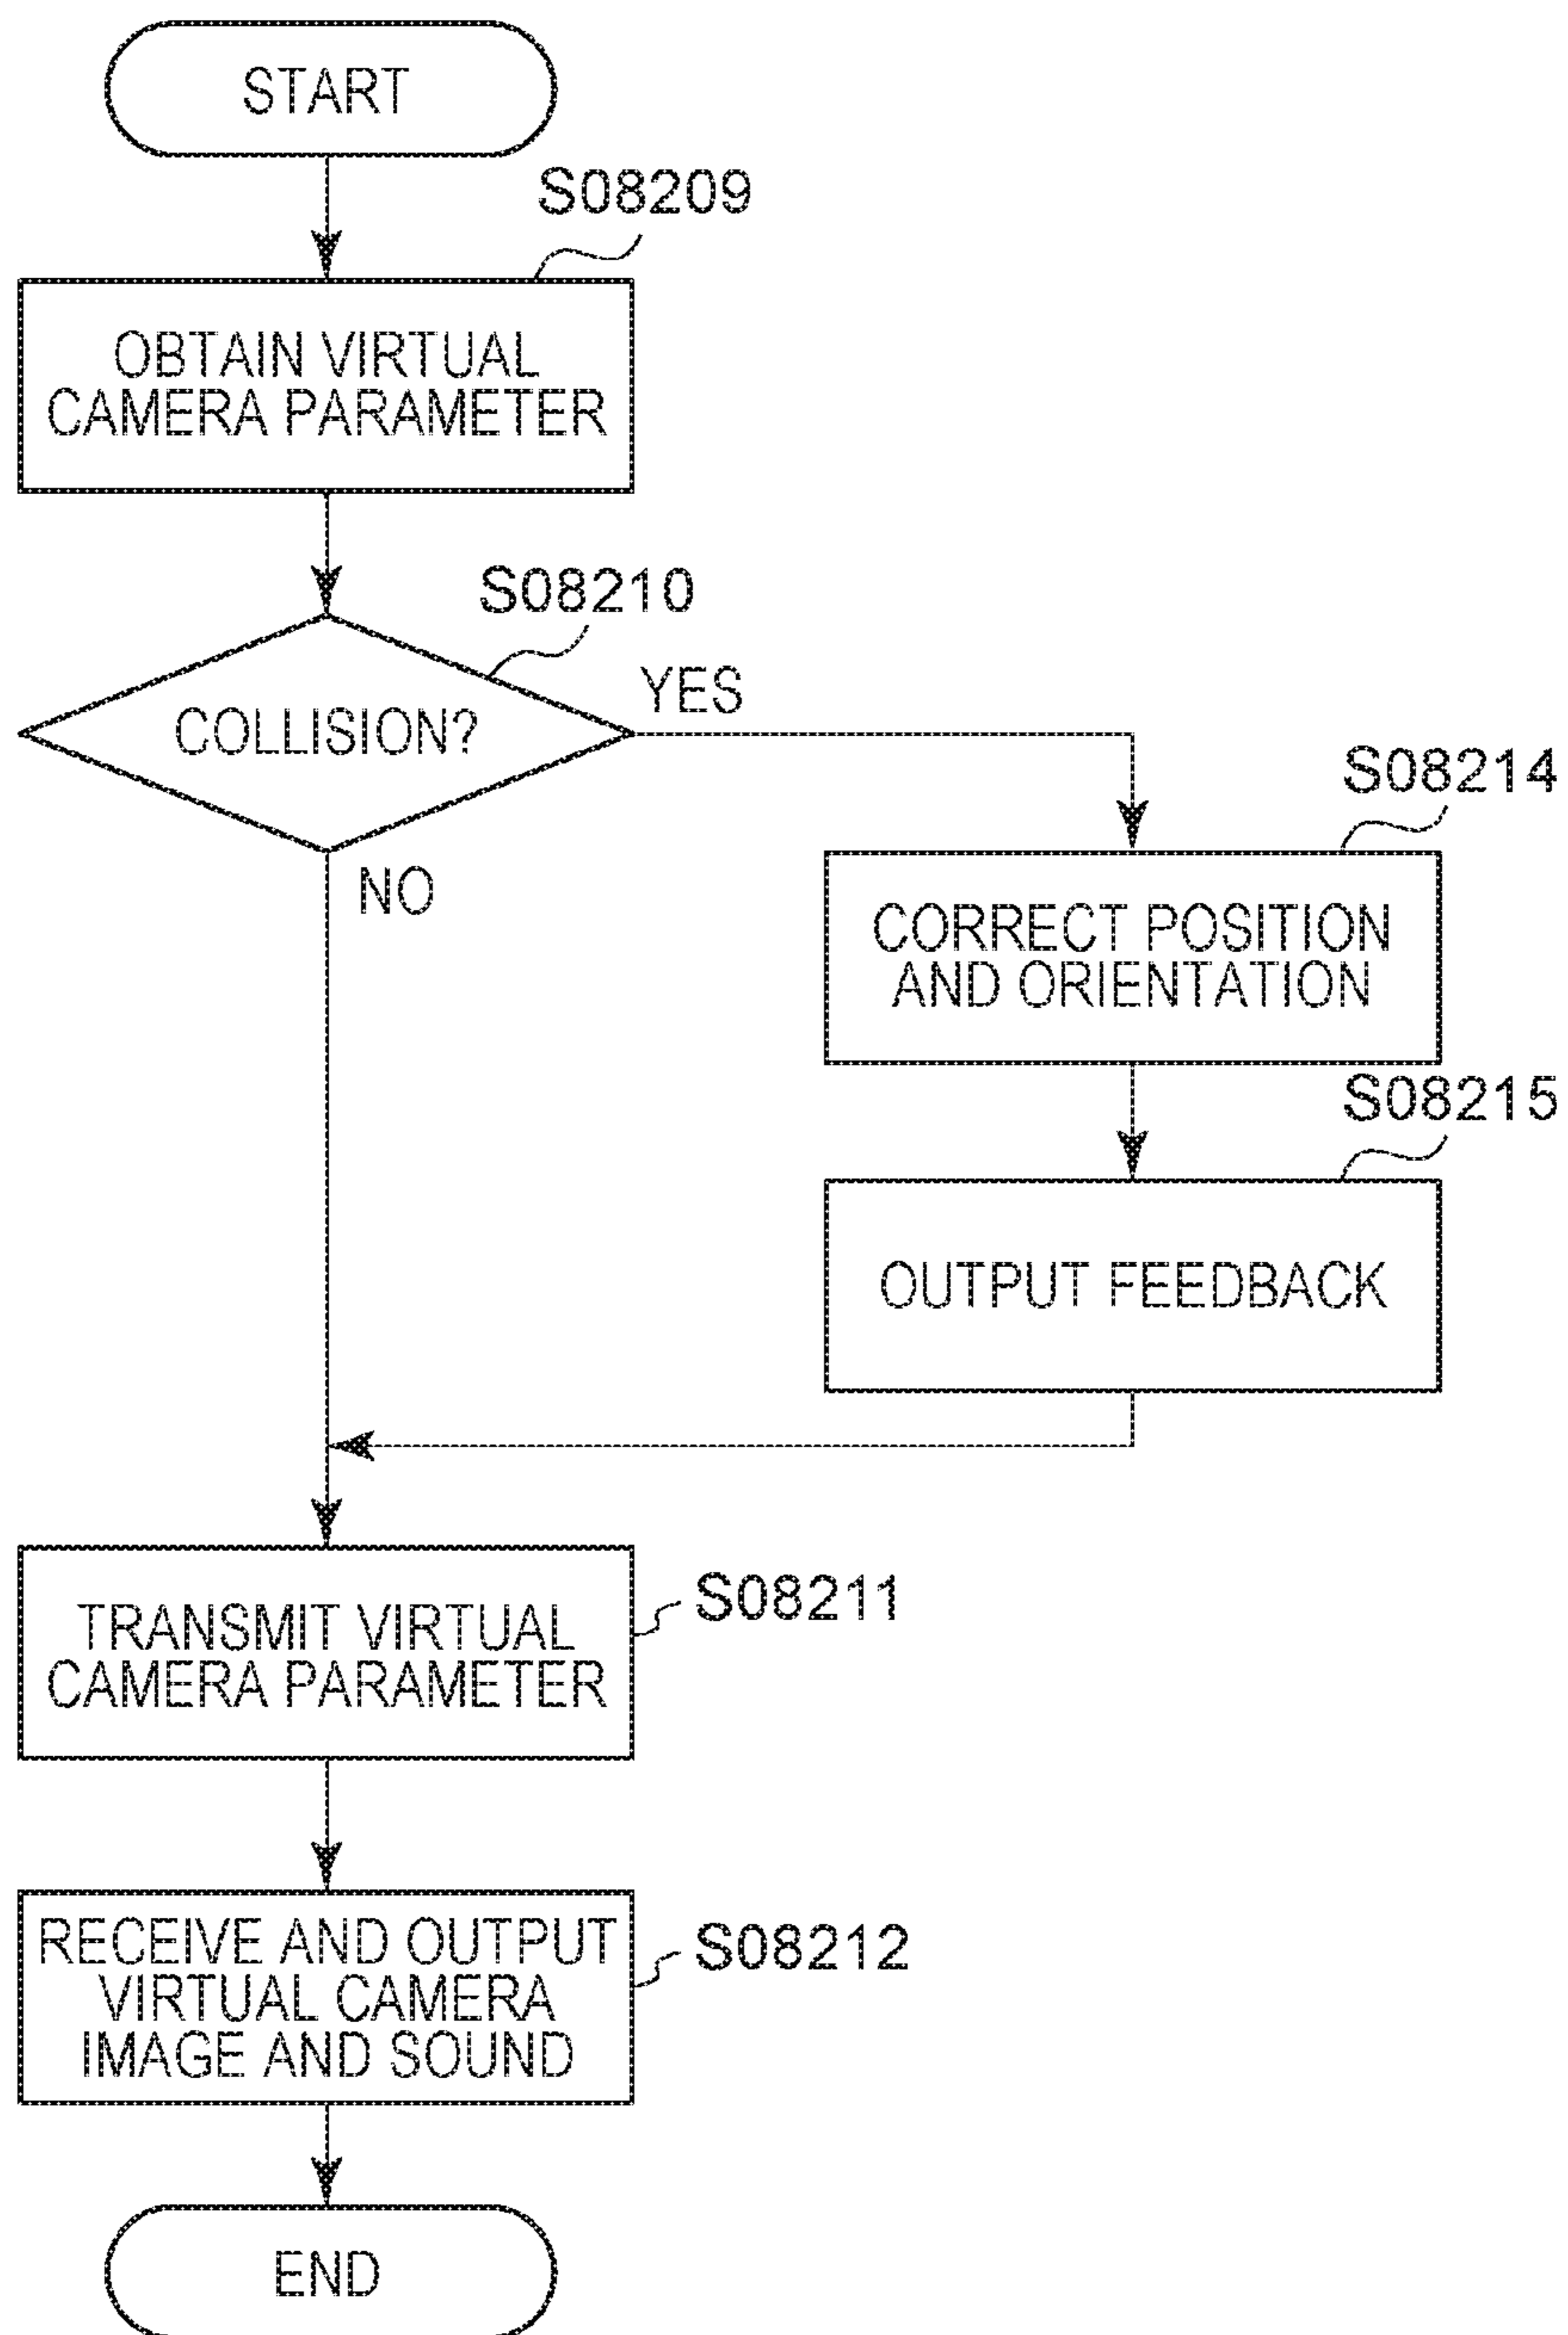 START
S08209
OBTAIN VIRTUAL
CAMERA PARAMETER
S08210
COLLISION?
YES
NO
S08214
CORRECT POSITION
AND ORIENTATION
S08215
OUTPUT FEEDBACK
TRANSMIT VIRTUAL
CAMERA PARAMETER
S08211
RECEIVE AND OUTPUT
VIRTUAL CAMERA
IMAGE AND SOUND
S08212
END